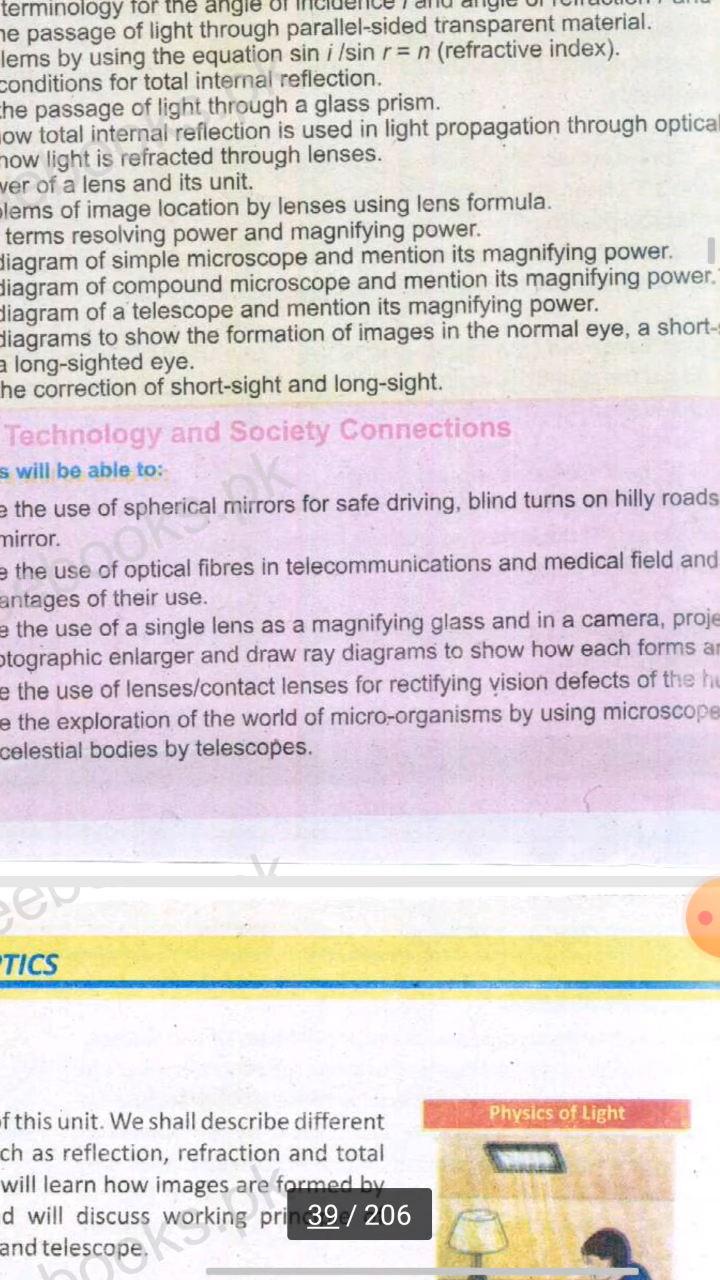 terminology for the angle of incidence i and angle of refraction r and
he passage of light through parallel-sided transparent material.
lems by using the equation sin i /sin r = n (refractive index).
conditions for total internal reflection.
the passage of light through a glass prism.
ow total internal reflection is used in light propagation through optical
how light is refracted through lenses.
wer of a lens and its unit.
blems of image location by lenses using lens formula.
terms resolving power and magnifying power.
diagram of simple microscope and mention its magnifying power.
diagram of compound microscope and mention its magnifying power.
diagram of a telescope and mention its magnifying power.
diagrams to show the formation of images in the normal eye, a short-
a long-sighted eye.
he correction of short-sight and long-sight.
Technology and Society Connections
s will be able to:
e the use of spherical mirrors for safe driving, blind turns on hilly roads
mirror.
e the use of optical fibres in telecommunications and medical field and
antages of their use.
e the use of a single lens as a magnifying glass and in a camera, proje
otographic enlarger and draw ray diagrams to show how each forms an
e the use of lenses/contact lenses for rectifying vision defects of the hu
e the exploration of the world of micro-organisms by using microscope
celestial bodies by telescopes.
PTICS
of this unit. We shall describe different
ch as reflection, refraction and total
will learn how images are formed by
d will discuss working
and telescope.
Physics of Light
39 / 206
ebooks.pk
books.pk
eebo
pk
books.pk